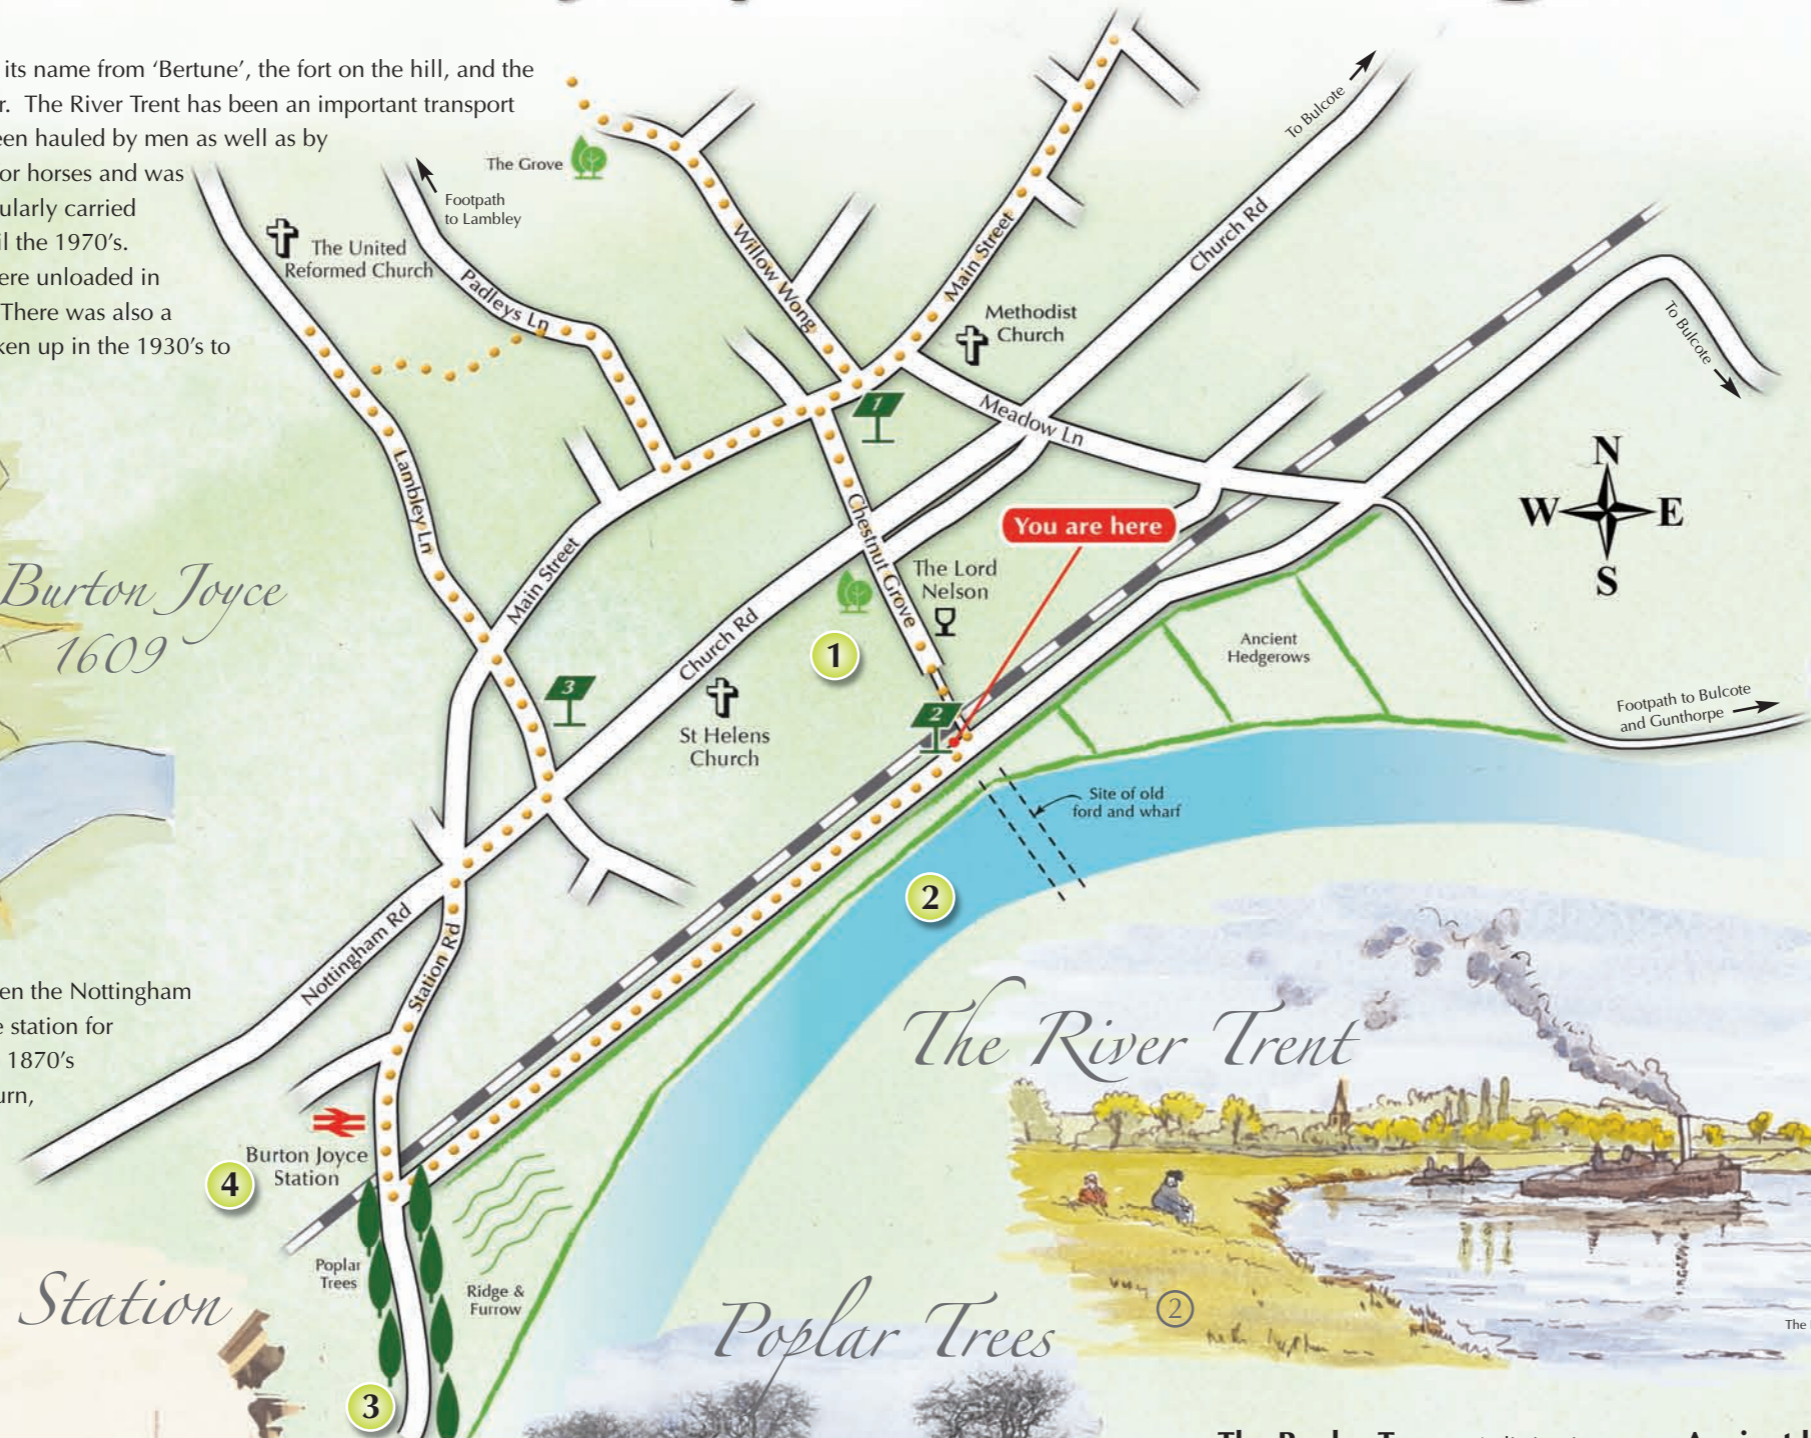 its name from ‘Bertune’, the fort on the hill, and the
r. The River Trent has been an important transport
een hauled by men as well as by
or horses and was
ularly carried
il the 1970’s.
ere unloaded in
There was also a
ken up in the 1930’s to
The Grove
Footpath
to Lambley
The United
Reformed Church
Padleys Ln
Willow Wong
Main Street
Methodist
Church
Church Rd
To Bulcote
To Bulcote
Meadow Ln
1
Lambley Ln
Main Street
Chestnut Grove
You are here
The Lord
Nelson
N
W E
S
Burton Joyce
1609
Church Rd
1
3
St Helens
Church
2
Ancient
Hedgerows
Footpath to Bulcote
and Gunthorpe
Site of old
ford and wharf
2
Nottingham Rd
Station Rd
en the Nottingham
e station for
1870’s
urn,
The River Trent
Burton Joyce
Station
4
Poplar
Trees
Ridge &
Furrow
Station
Poplar Trees
2
The
3